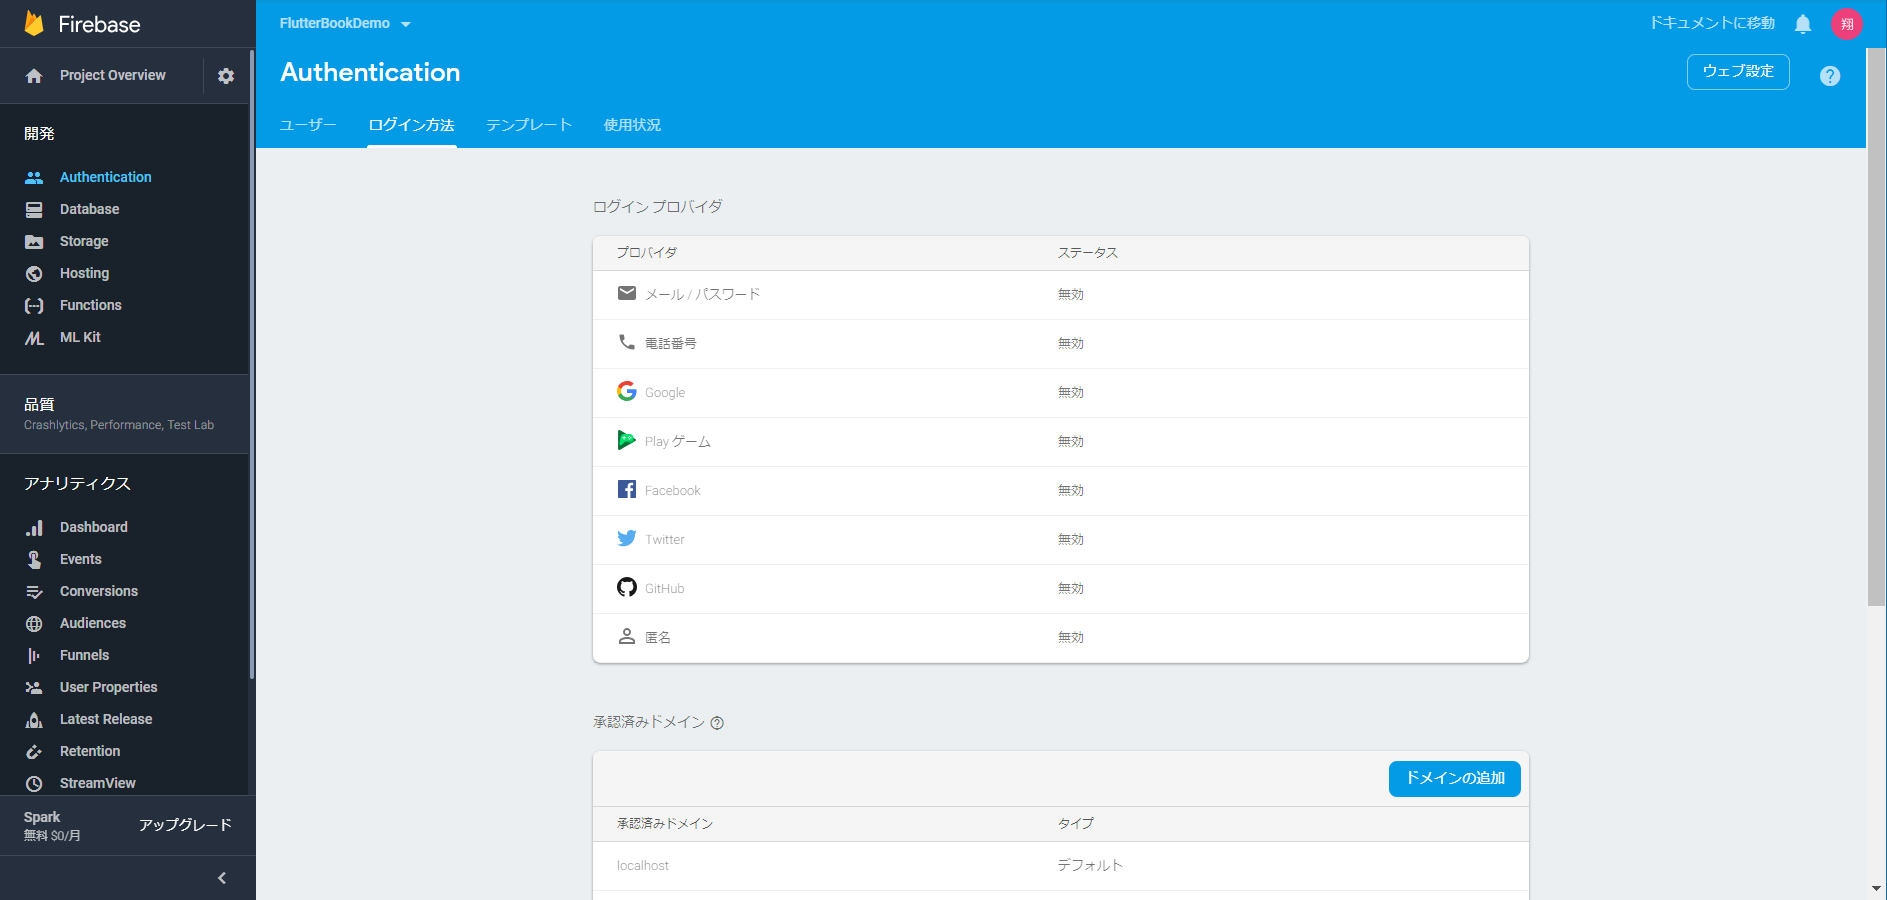 Firebase
Project Overview
開発
Authentication
Database
Storage
Hosting
Functions
ML Kit
品質
Crashlytics, Performance, Test Lab
アナリティクス
Dashboard
Events
Conversions
Audiences
Funnels
User Properties
Latest Release
Retention
StreamView
Spark
無料 $0/月
アップグレード
FlutterBookDemo
ドキュメントに移動
翔
Authentication
ウェブ設定
ユーザー ログイン方法 テンプレート 使用状況
ログイン プロバイダ
プロバイダ ステータス
メール / パスワード 無効
電話番号 無効
Google 無効
Play ゲーム 無効
Facebook 無効
Twitter 無効
GitHub 無効
匿名 無効
承認済みドメイン
ドメインの追加
承認済みドメイン タイプ
localhost デフォルト